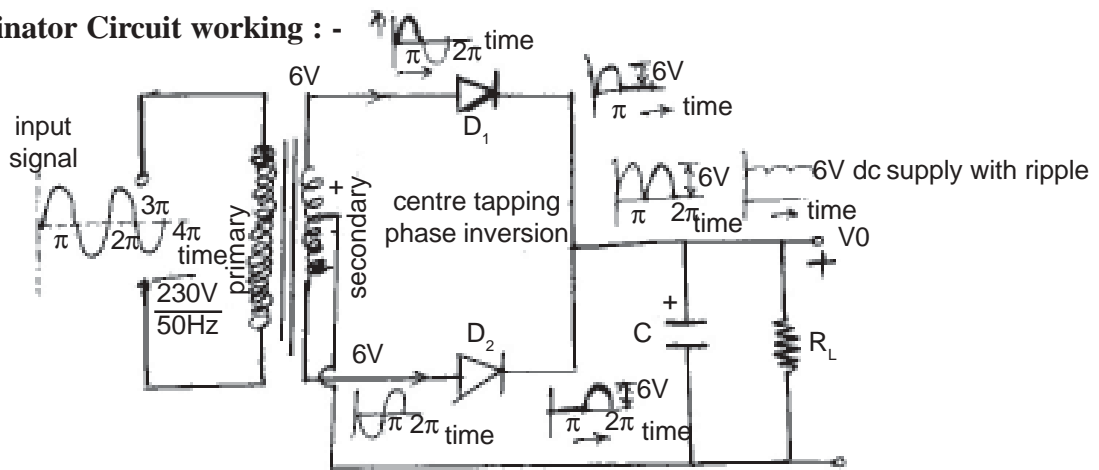 inator Circuit working : -
π 2π time
6V
D₁
6V
π → time
input
signal
3π
π 2π 4π
time
230V
50Hz
primary
+
secondary
centre tapping
phase inversion
6V
π 2π time
6V dc supply with ripple
time
V0
+
+
C
R_L
D₂
6V
π 2π time
6V
π 2π
time